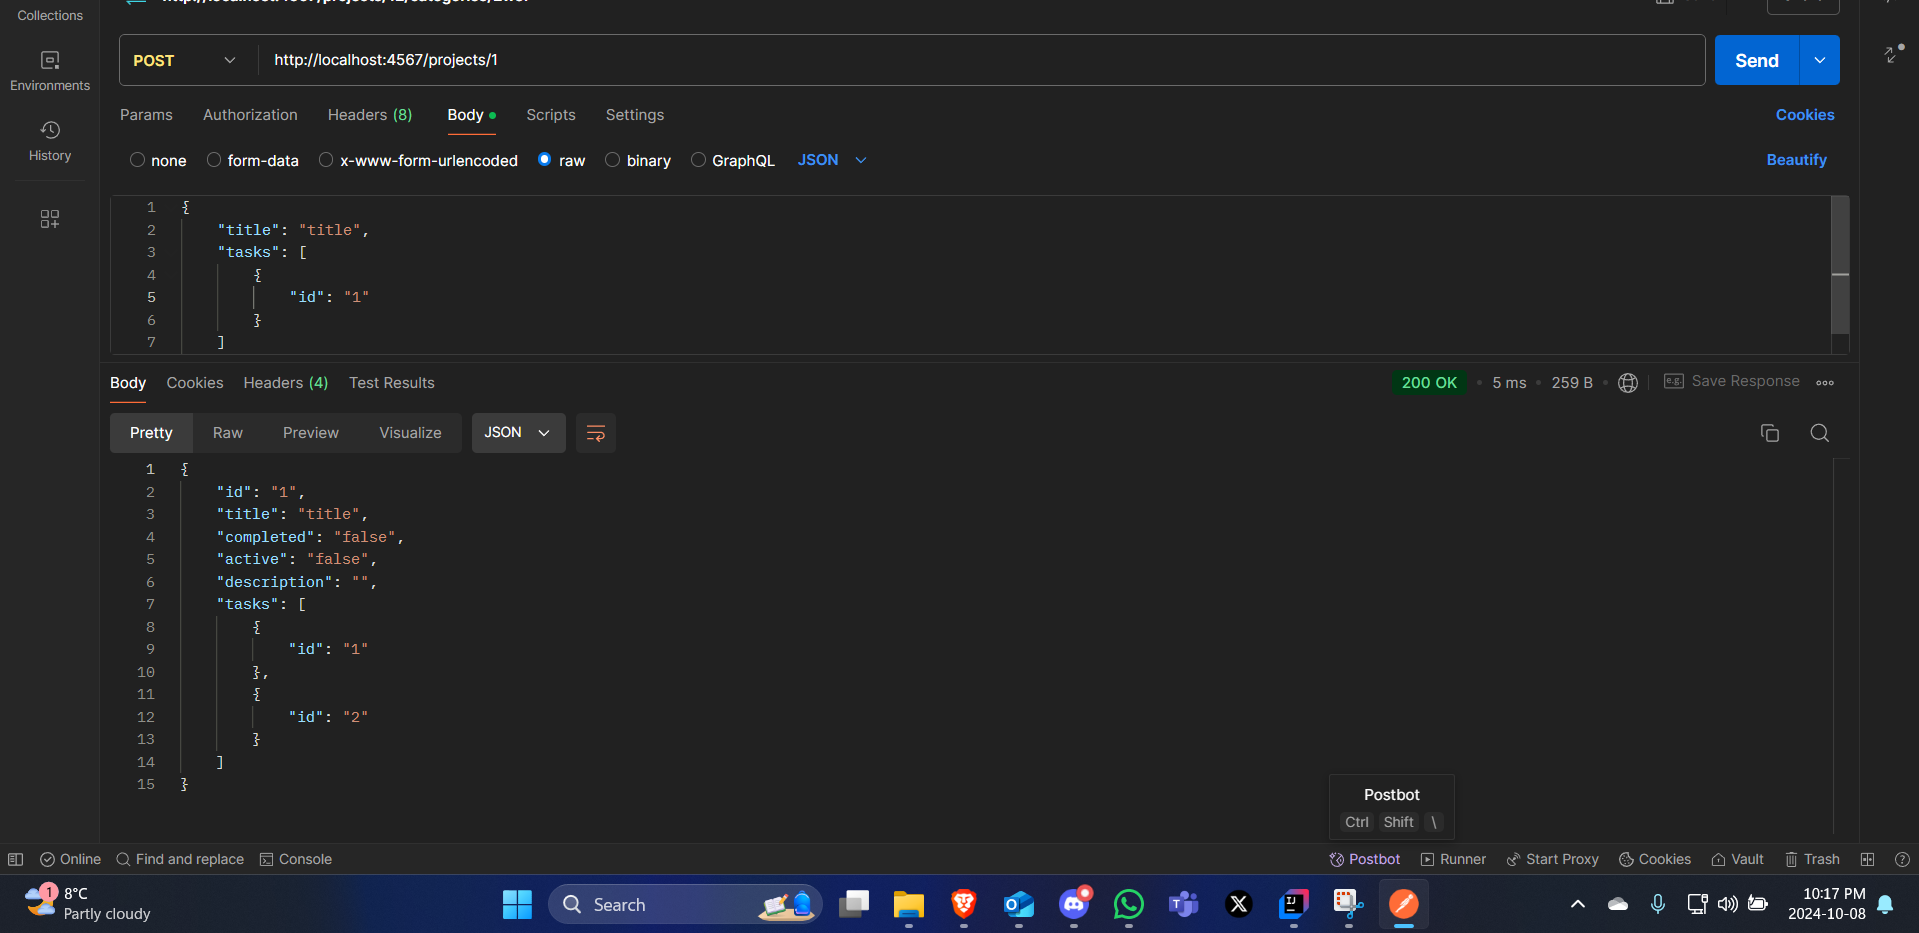 Collections
Environments
History
POST
http://localhost:4567/projects/1
Send
Params Authorization Headers (8) Body Scripts Settings Cookies
none form-data x-www-form-urlencoded raw binary GraphQL JSON Beautify
1 {
2 "title": "title",
3 "tasks": [
4 {
5 "id": "1"
6 }
7 ]
Body Cookies Headers (4) Test Results 200 OK • 5 ms • 259 B • e.g. Save Response
Pretty Raw Preview Visualize JSON
1 {
2 "id": "1",
3 "title": "title",
4 "completed": "false",
5 "active": "false",
6 "description": "",
7 "tasks": [
8 {
9 "id": "1"
10 },
11 {
12 "id": "2"
13 }
14 ]
15 }
Postbot
Ctrl Shift \
Online Find and replace Console Postbot Runner Start Proxy Cookies Vault Trash
1 8°C
Partly cloudy
Search
10:17 PM
2024-10-08